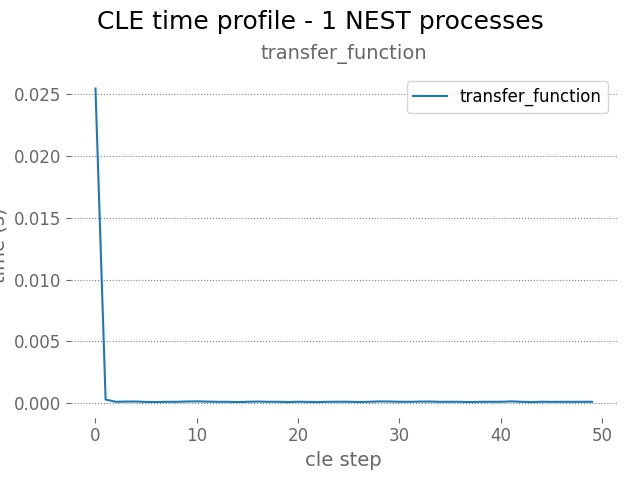 CLE time profile - 1 NEST processes
transfer_function
transfer_function
0.025
0.020
0.015
0.010
0.005
0.000
time (s)
0 10 20 30 40 50
cle step